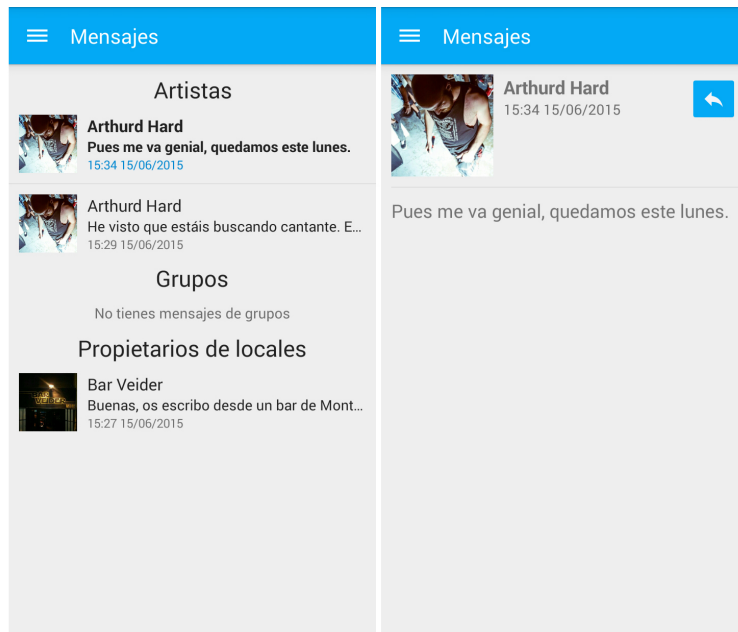 Mensajes
Artistas
Arthurd Hard
Pues me va genial, quedamos este lunes.
15:34 15/06/2015
Arthurd Hard
He visto que estáis buscando cantante. E...
15:29 15/06/2015
Grupos
No tienes mensajes de grupos
Propietarios de locales
Bar Veider
Buenas, os escribo desde un bar de Mont...
15:27 15/06/2015
Mensajes
Arthurd Hard
15:34 15/06/2015
Pues me va genial, quedamos este lunes.